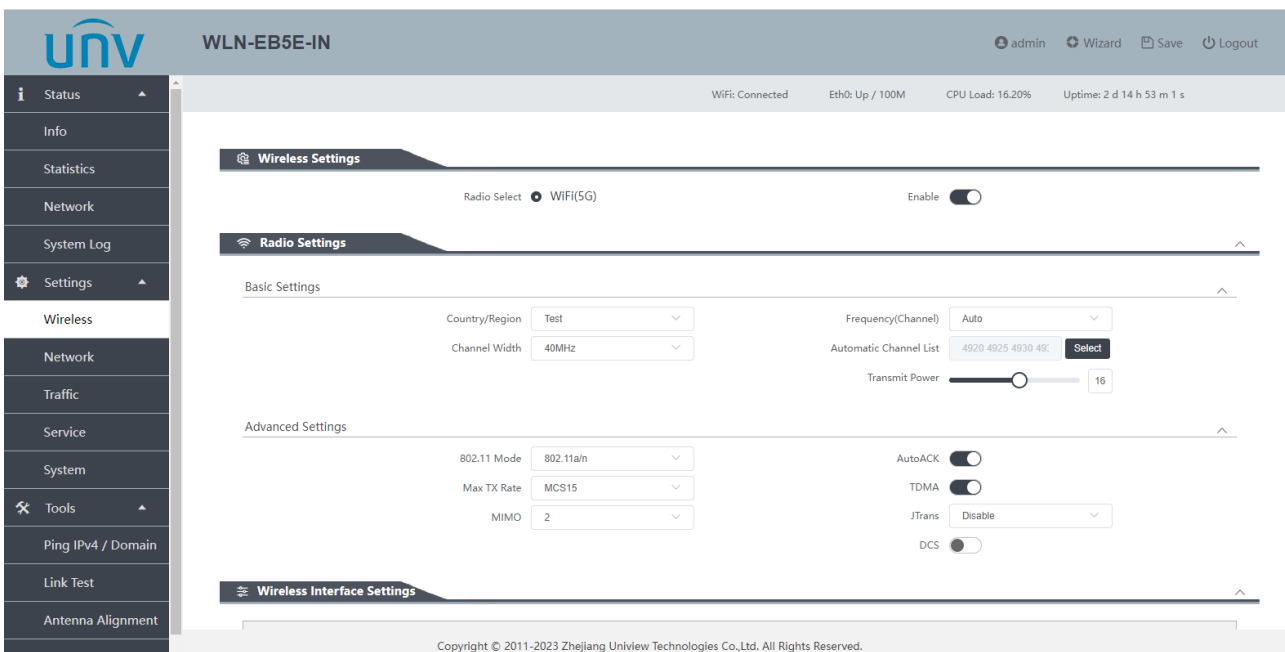 unv
WLN-EB5E-IN
admin Wizard Save Logout
WiFi: Connected Eth0: Up / 100M CPU Load: 16.20% Uptime: 2 d 14 h 53 m 1 s
Status
Info
Statistics
Network
System Log
Settings
Wireless
Network
Traffic
Service
System
Tools
Ping IPv4 / Domain
Link Test
Antenna Alignment
Wireless Settings
Radio Select WiFi(5G) Enable
Radio Settings
Basic Settings
Country/Region Test Frequency(Channel) Auto
Channel Width 40MHz Automatic Channel List 4920 4925 4930 Select
Transmit Power 16
Advanced Settings
802.11 Mode 802.11a/n AutoACK
Max TX Rate MCS15 TDMA
MIMO 2 JTrans Disable
DCS
Wireless Interface Settings
Copyright © 2011-2023 Zhejiang Uniview Technologies Co.,Ltd. All Rights Reserved.